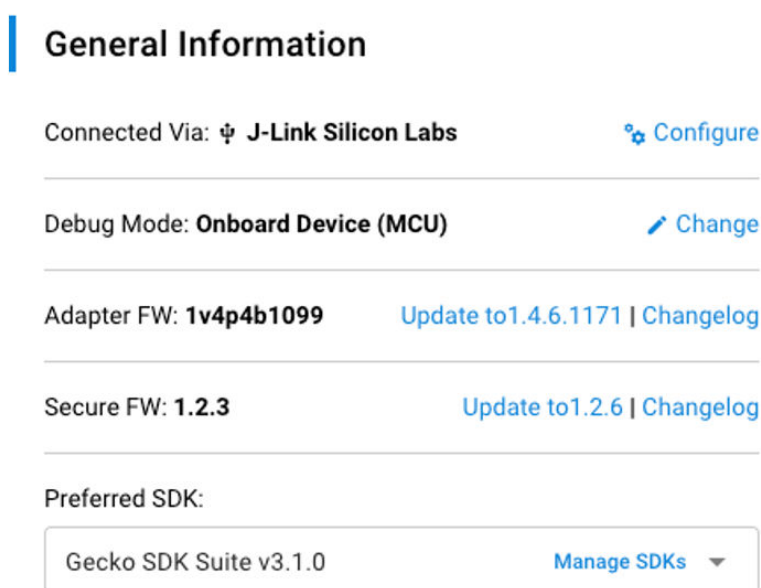 General Information
Connected Via: J-Link Silicon Labs Configure
Debug Mode: Onboard Device (MCU) Change
Adapter FW: 1v4p4b1099 Update to1.4.6.1171 | Changelog
Secure FW: 1.2.3 Update to1.2.6 | Changelog
Preferred SDK:
Gecko SDK Suite v3.1.0 Manage SDKs